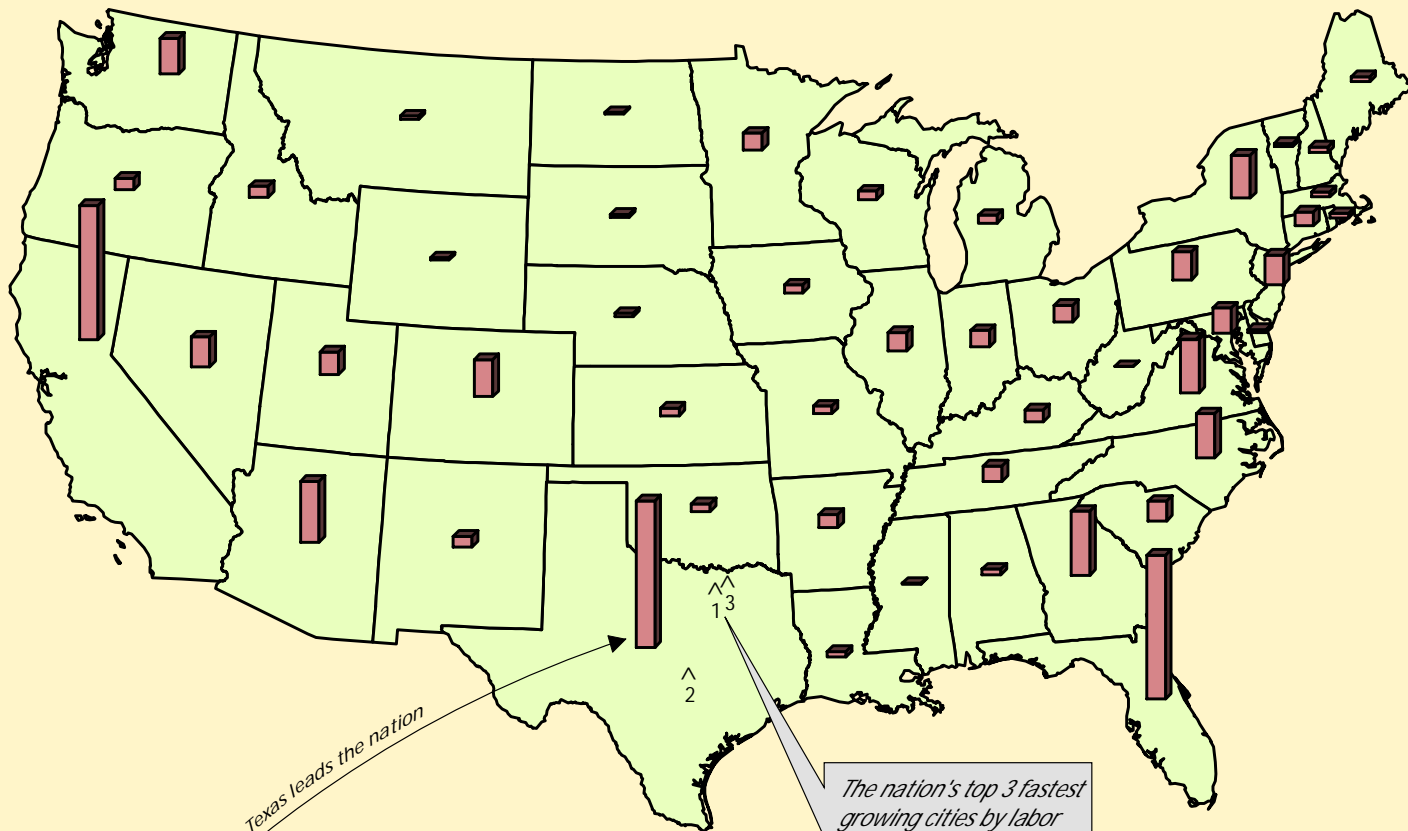 ^ ^
1 3
^
2
Texas leads the nation
The nation's top 3 fastest
growing cities by labor